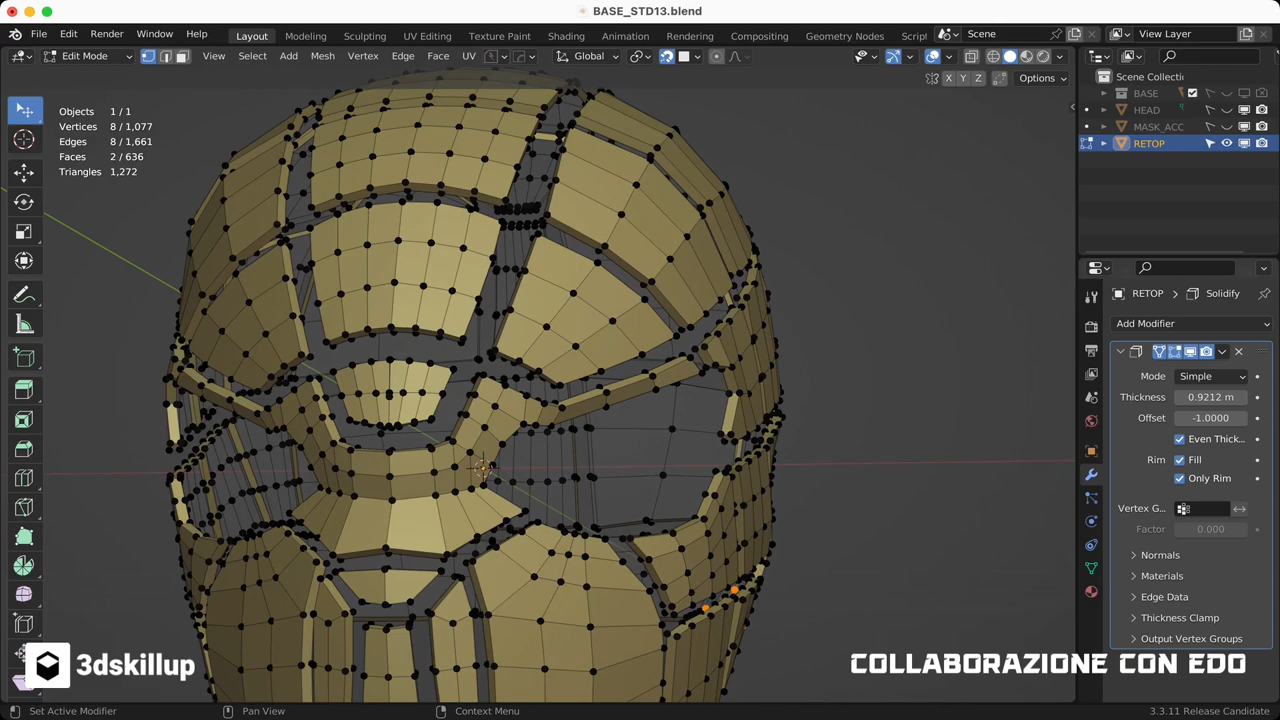 BASE_STD13.blend
File Edit Render Window Help Layout Modeling Sculpting UV Editing Texture Paint Shading Animation Rendering Compositing Geometry Nodes Script Scene View Layer
Edit Mode View Select Add Mesh Vertex Edge Face UV Global
X Y Z Options
Scene Collecti
BASE
HEAD
MASK_ACC
RETOP
Objects 1 / 1
Vertices 8 / 1,077
Edges 8 / 1,661
Faces 2 / 636
Triangles 1,272
RETOP Solidify
Add Modifier
Mode Simple
Thickness 0.9212 m
Offset -1.0000
Even Thick...
Rim Fill
Only Rim
Vertex G...
Factor 0.000
Normals
Materials
Edge Data
Thickness Clamp
Output Vertex Groups
3dskillup
COLLABORAZIONE CON EDO
Set Active Modifier Pan View Context Menu 3.3.11 Release Candidate